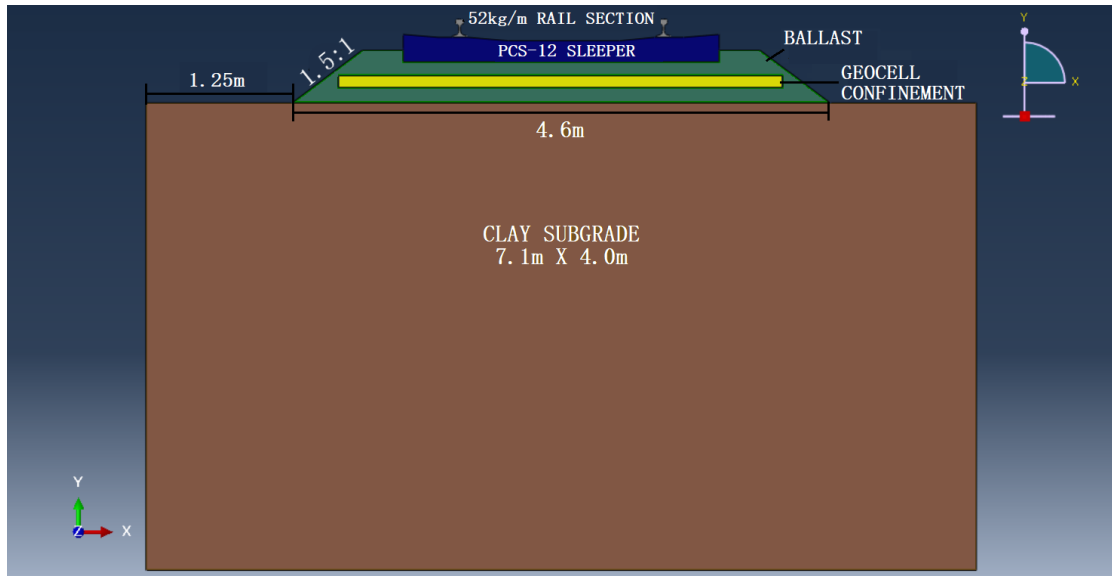 52kg/m RAIL SECTION
PCS-12 SLEEPER
BALLAST
1.5:1
GEOCELL
CONFINEMENT
1.25m
4.6m
CLAY SUBGRADE
7.1m X 4.0m
Y
Z
X
Y
Z
X